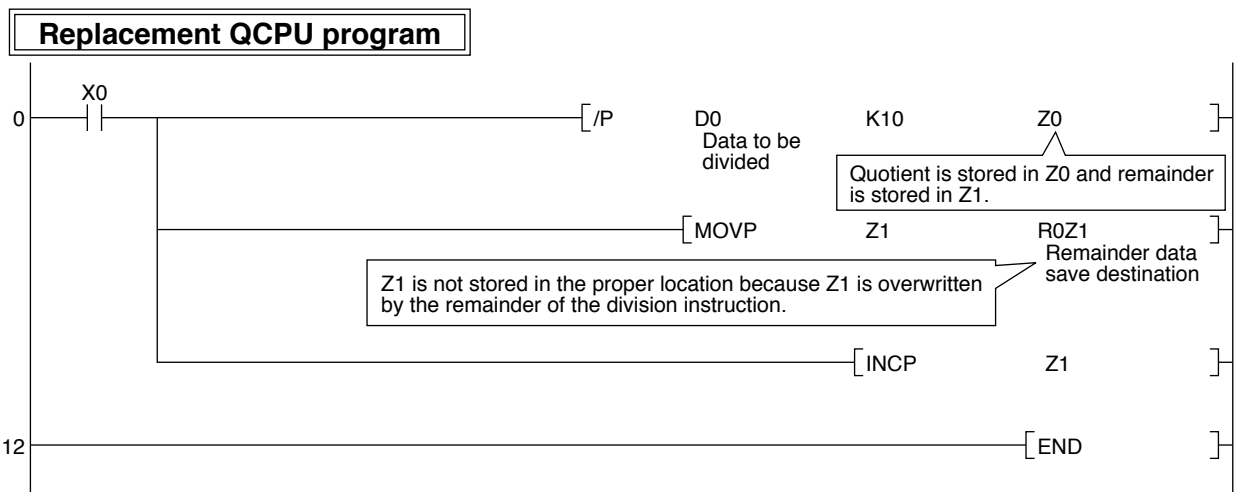 Replacement QCPU program
X0
0 /P D0 K10 Z0
Data to be
divided
Quotient is stored in Z0 and remainder
is stored in Z1.
MOVP Z1 R0Z1
Remainder data
save destination
Z1 is not stored in the proper location because Z1 is overwritten
by the remainder of the division instruction.
INCP Z1
12 END